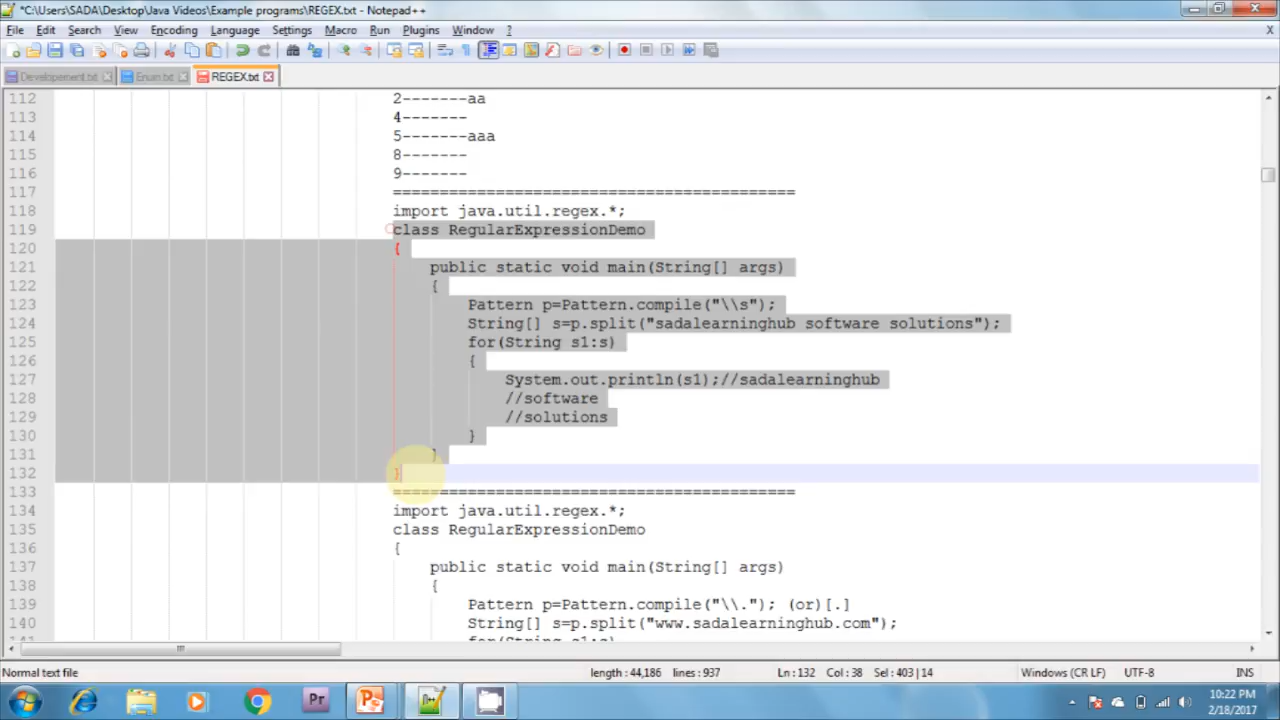 *C:\Users\SADA\Desktop\Java Videos\Example programs\REGEX.txt - Notepad++
File Edit Search View Encoding Language Settings Macro Run Plugins Window ? X
Developement.txt Enum.txt REGEX.txt
112 2-------aa
113 4-------
114 5-------aaa
115 8-------
116 9-------
117 ===========================================
118 import java.util.regex.*;
119 class RegularExpressionDemo
120 {
121 public static void main(String[] args)
122 {
123 Pattern p=Pattern.compile("\\s");
124 String[] s=p.split("sadalearninghub software solutions");
125 for(String s1:s)
126 {
127 System.out.println(s1);//sadalearninghub
128 //software
129 //solutions
130 }
131 }
132 }
133 ===========================================
134 import java.util.regex.*;
135 class RegularExpressionDemo
136 {
137 public static void main(String[] args)
138 {
139 Pattern p=Pattern.compile("\\."); (or)[.]
140 String[] s=p.split("www.sadalearninghub.com");
141 for(String s1:s)
Normal text file length : 44,186 lines : 937 Ln : 132 Col : 38 Sel : 403 | 14 Windows (CR LF) UTF-8 INS
Pr
10:22 PM
2/18/2017